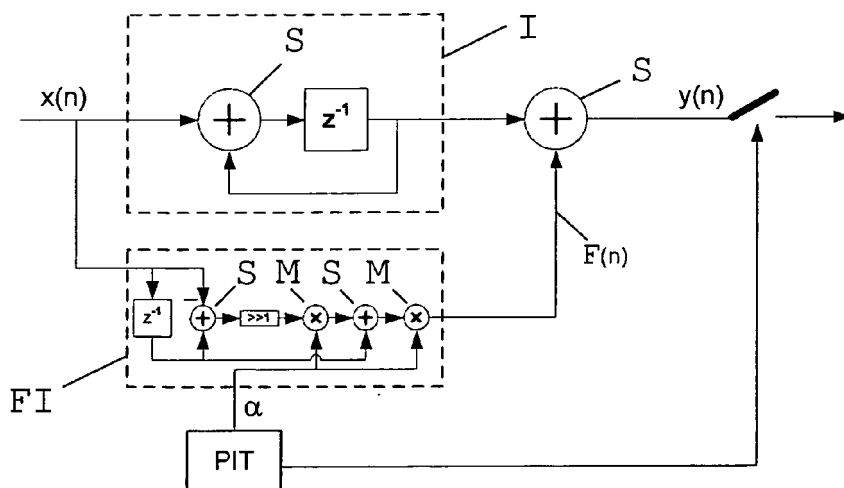 I
S
S
x(n)
y(n)
+
z⁻¹
+
F(n)
S M S M
−
z⁻¹
+
>>1
×
+
×
FI
α
PIT